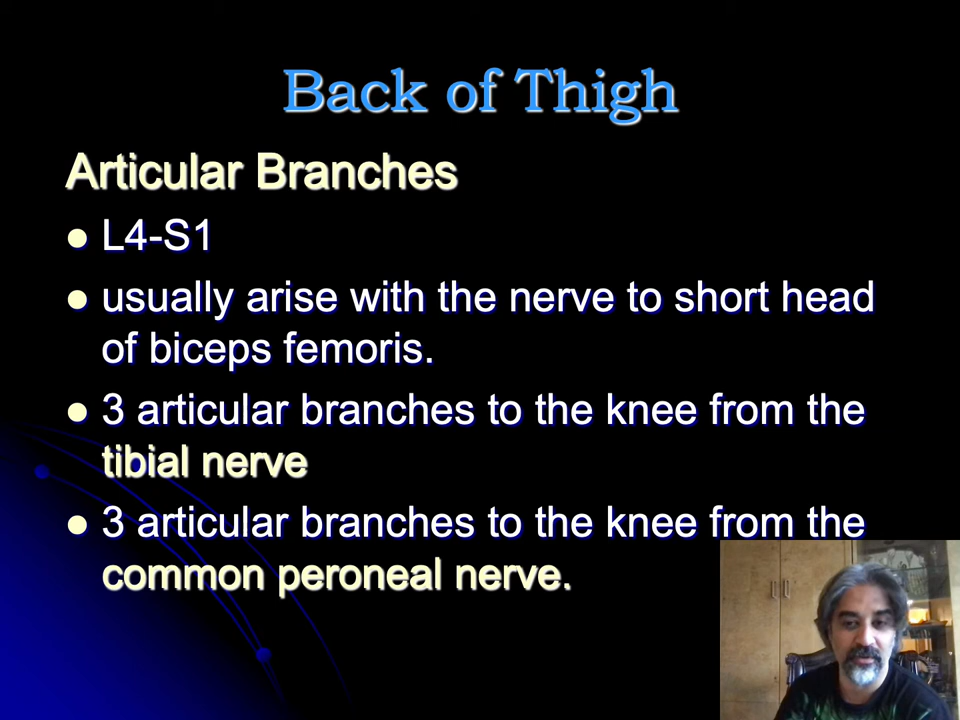 Back of Thigh
Articular Branches
L4-S1
usually arise with the nerve to short head
of biceps femoris.
3 articular branches to the knee from the
tibial nerve
3 articular branches to the knee from the
common peroneal nerve.